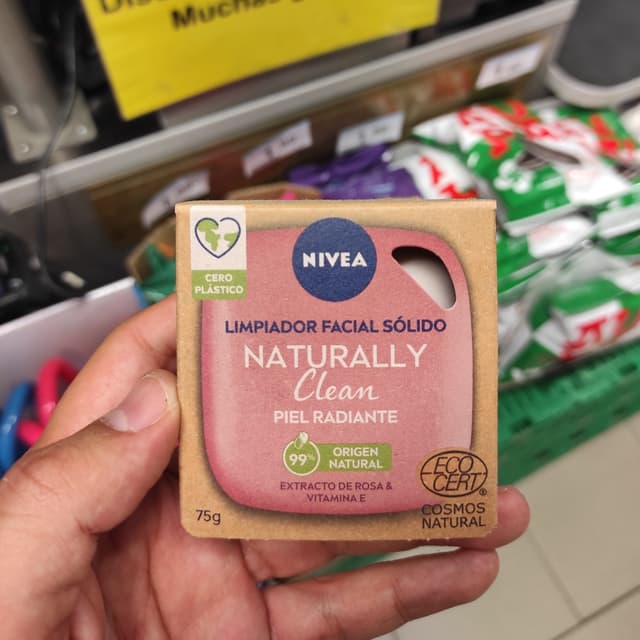 Muchas
CERO
PLÁSTICO
NIVEA
LIMPIADOR FACIAL SÓLIDO
NATURALLY
Clean
PIEL RADIANTE
99%
ORIGEN
NATURAL
EXTRACTO DE ROSA &
VITAMINA E
75g
ECO
CERT
®
COSMOS
NATURAL